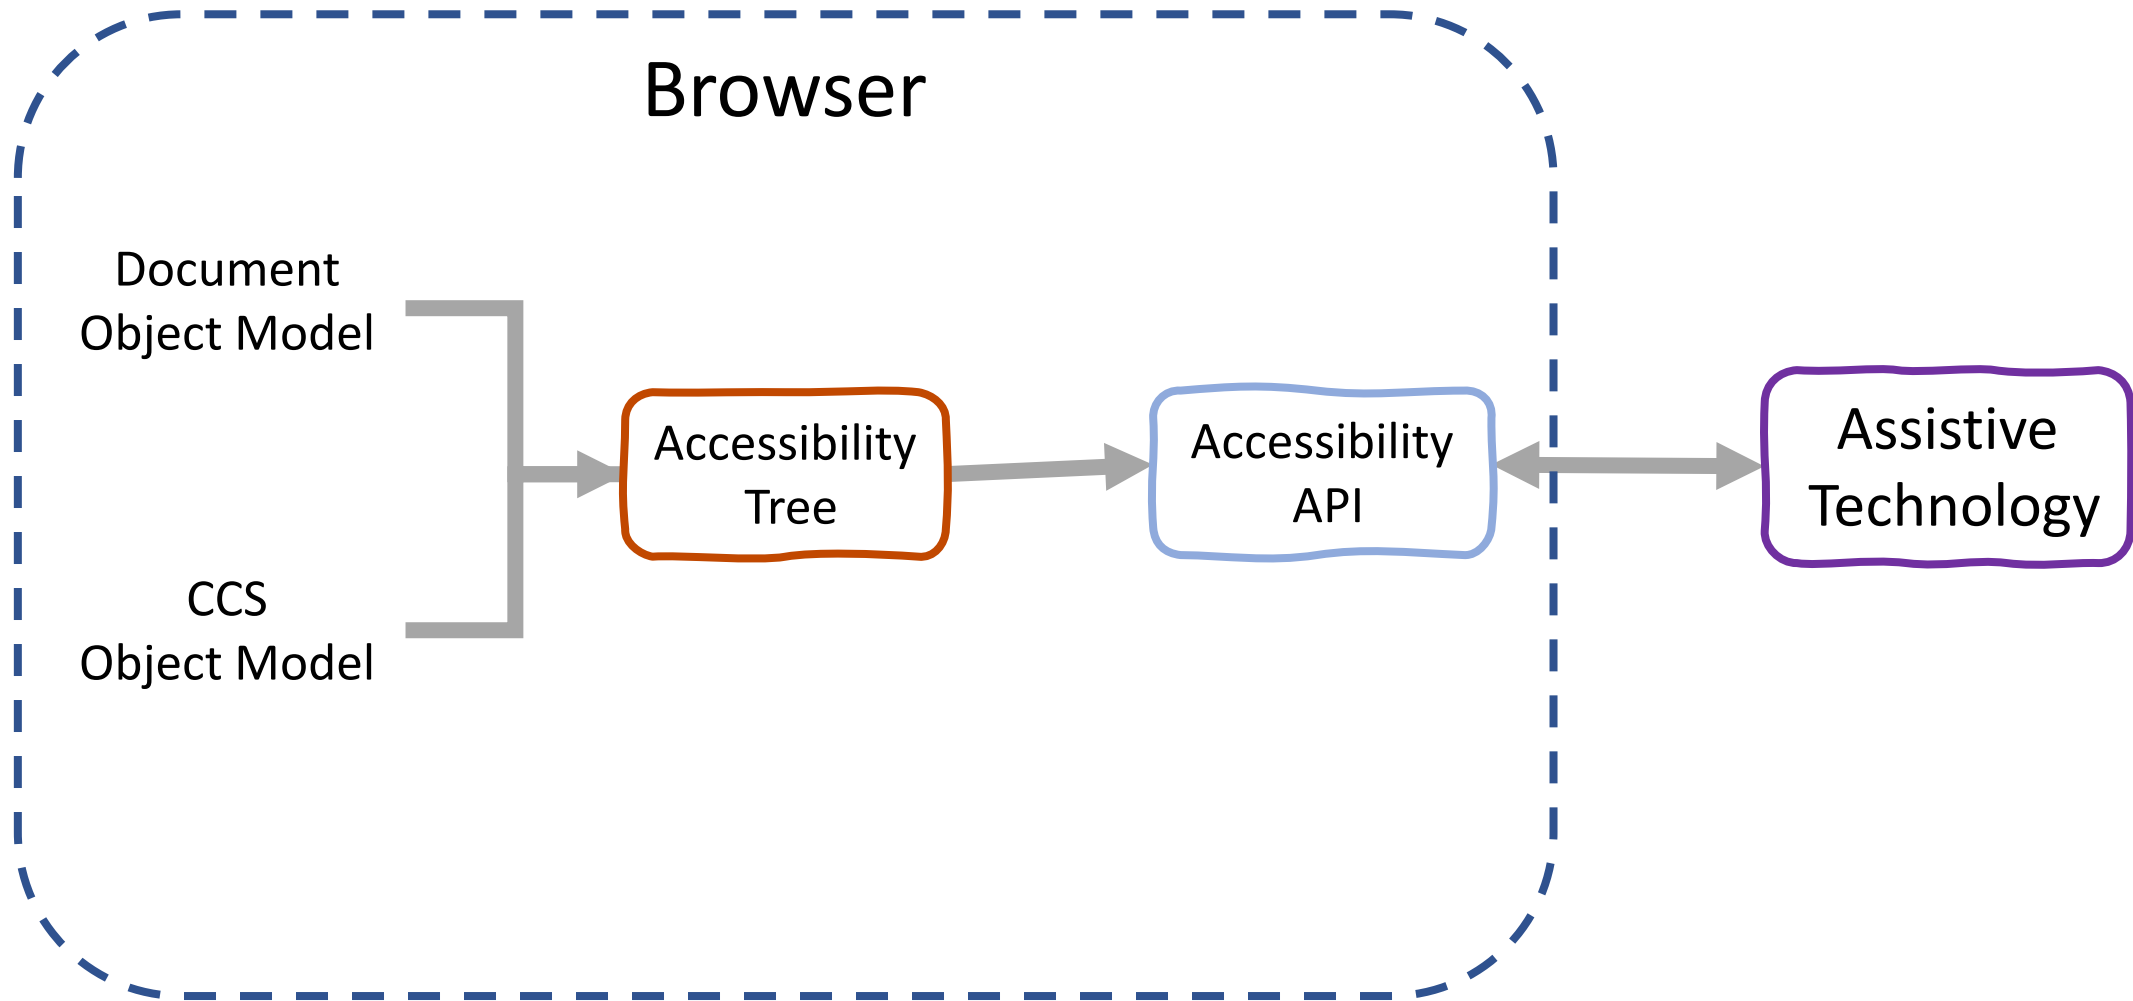 Browser
Document
Object Model
CCS
Object Model
Accessibility
Tree
Accessibility
API
Assistive
Technology